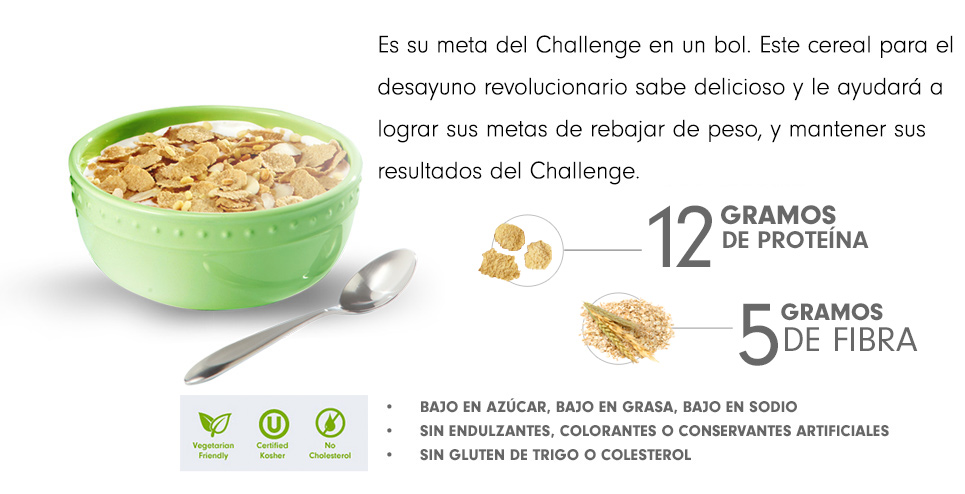 Es su meta del Challenge en un bol. Este cereal para el
desayuno revolucionario sabe delicioso y le ayudará a
lograr sus metas de rebajar de peso, y mantener sus
resultados del Challenge.
12 GRAMOS
DE PROTEÍNA
5 GRAMOS
DE FIBRA
Vegetarian
Friendly
U
Certified
Kosher
No
Cholesterol
• BAJO EN AZÚCAR, BAJO EN GRASA, BAJO EN SODIO
• SIN ENDULZANTES, COLORANTES O CONSERVANTES ARTIFICIALES
• SIN GLUTEN DE TRIGO O COLESTEROL